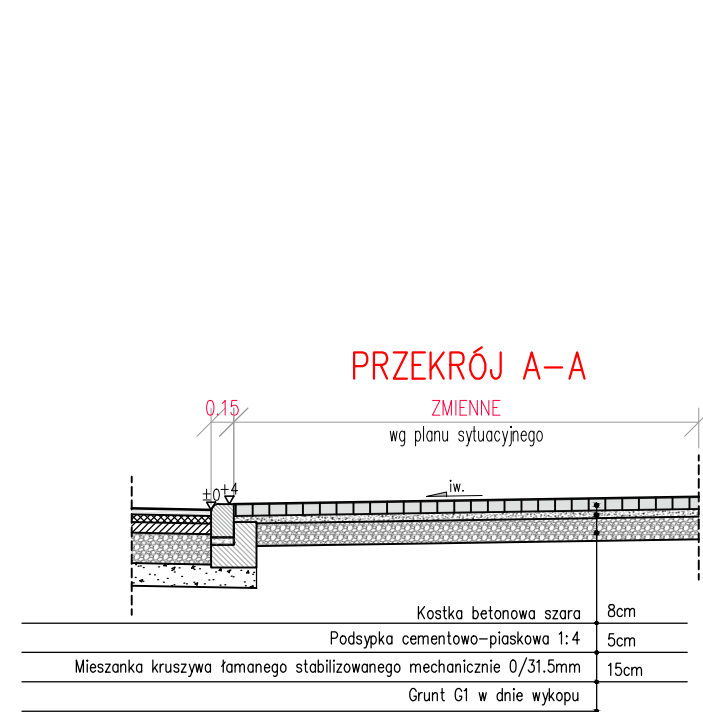 PRZEKRÓJ A-A
0.15 ZMIENNE
wg planu sytuacyjnego
±0 +4 iw.
Kostka betonowa szara 8cm
Podsypka cementowo-piaskowa 1:4 5cm
Mieszanka kruszywa łamanego stabilizowanego mechanicznie 0/31.5mm 15cm
Grunt G1 w dnie wykopu